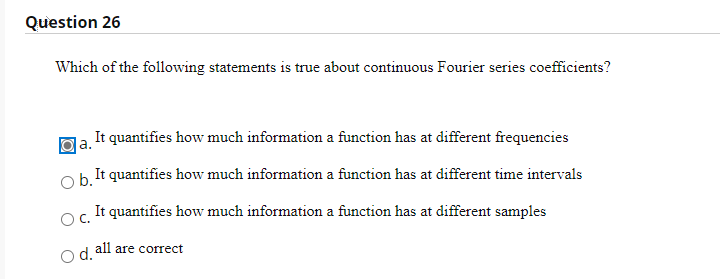 Question 26
Which of the following statements is true about continuous Fourier series coefficients?
a. It quantifies how much information a function has at different frequencies
b. It quantifies how much information a function has at different time intervals
c. It quantifies how much information a function has at different samples
d. all are correct